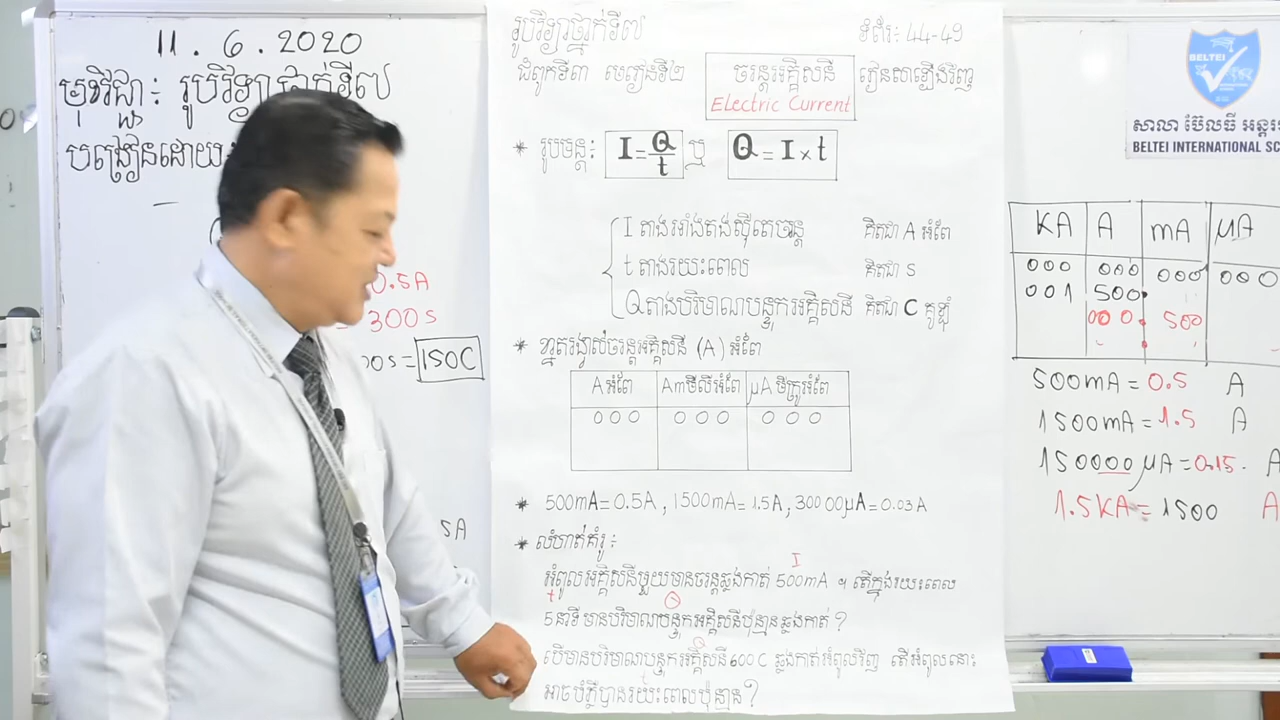 11 . 6 . 2020
មុខវិជ្ជា: រូបវិទ្យាថ្នាក់ទី៧
បង្រៀនដោយ
0.5A
= 300s
00s = 150C
5A
រូបវិទ្យាថ្នាក់ទី៧ ទំព័រ: 44-49
ជំពូកទី៣ មេរៀនទី២ ចរន្តអគ្គិសនី រៀនសាឡើងវិញ
Electric Current
* រូបមន្ត: I = Q/t ឬ Q = I × t
I តាងអាំងតង់ស៊ីតេចរន្ត គិតជា A អំពែ
t តាងរយៈពេល គិតជា s
Q តាងបរិមាណបន្ទុកអគ្គិសនី គិតជា C គូឡុំ
* ខ្នាតរង្វាស់ចរន្តអគ្គិសនី (A) អំពែ
A អំពែ Am មីលីអំពែ µA មីក្រូអំពែ
0 0 0 0 0 0 0 0 0
* 500mA = 0.5A , 1500mA = 1.5A , 30000µA = 0.03A
* លំហាត់គំរូ :
I
អំពូលអគ្គិសនីមួយមានចរន្តឆ្លងកាត់ 500mA ។ តើក្នុងរយៈពេល
t Q
5 នាទី មានបរិមាណបន្ទុកអគ្គិសនីប៉ុន្មានឆ្លងកាត់ ?
បើមានបរិមាណបន្ទុកអគ្គិសនី 600C ឆ្លងកាត់អំពូលវិញ តើអំពូលនោះ
អាចបំភ្លឺបានរយៈពេលប៉ុន្មាន ?
BELTEI
សាលា ប៊ែលធី អន្តរ
BELTEI INTERNATIONAL SC
KA A mA µA
000 000 000 000
001 500.
000. 500
500mA = 0.5 A
1500mA = 1.5 A
150000 µA = 0.15. A
1.5KA = 1500 A